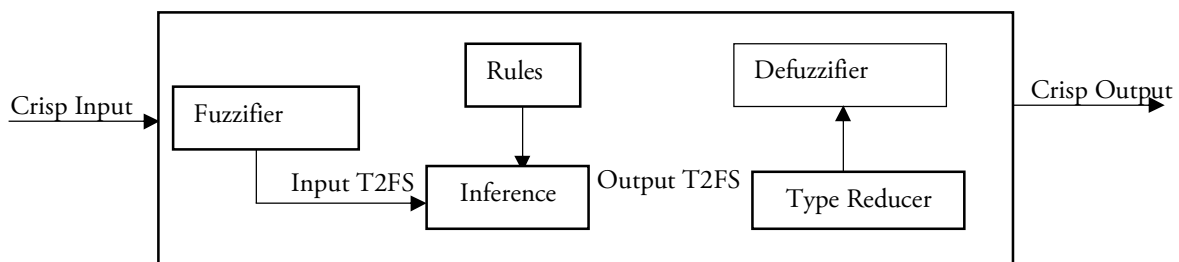 Rules
Defuzzifier
Crisp Input
Crisp Output
Fuzzifier
Input T2FS
Inference
Output T2FS
Type Reducer